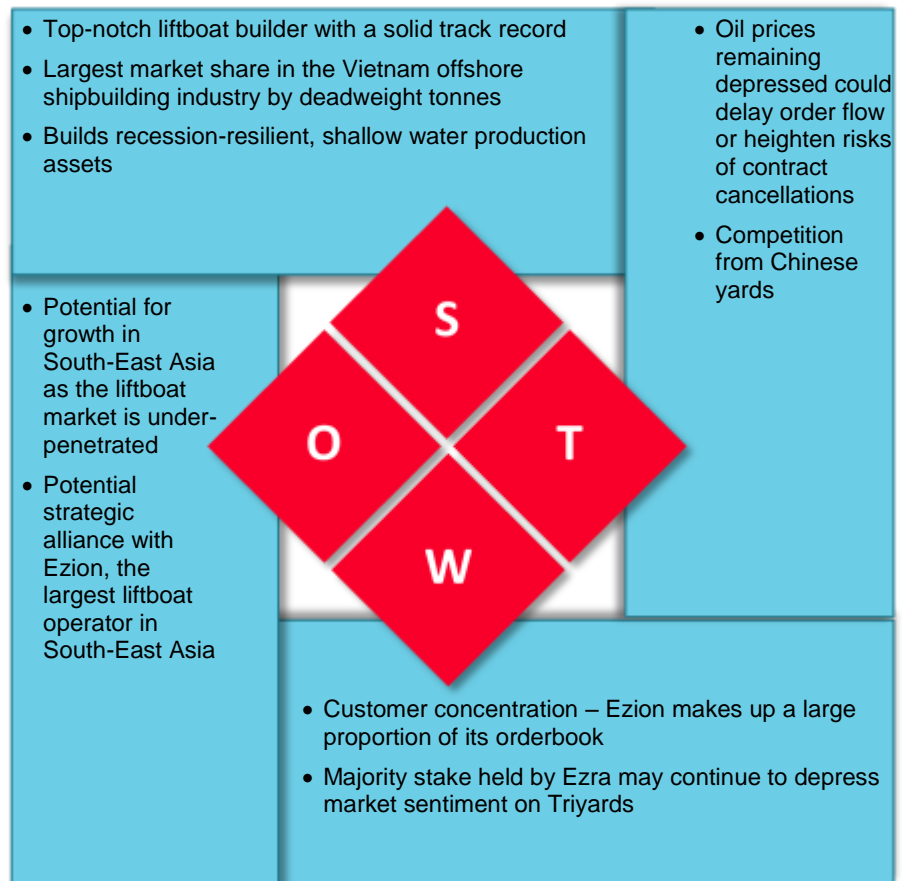 • Top-notch liftboat builder with a solid track record
• Largest market share in the Vietnam offshore
shipbuilding industry by deadweight tonnes
• Builds recession-resilient, shallow water production
assets
• Oil prices
remaining
depressed could
delay order flow
or heighten risks
of contract
cancellations
• Competition
from Chinese
yards
• Potential for
growth in
South-East Asia
as the liftboat
market is under-
penetrated
• Potential
strategic
alliance with
Ezion, the
largest liftboat
operator in
South-East Asia
S
O
T
W
• Customer concentration – Ezion makes up a large
proportion of its orderbook
• Majority stake held by Ezra may continue to depress
market sentiment on Triyards